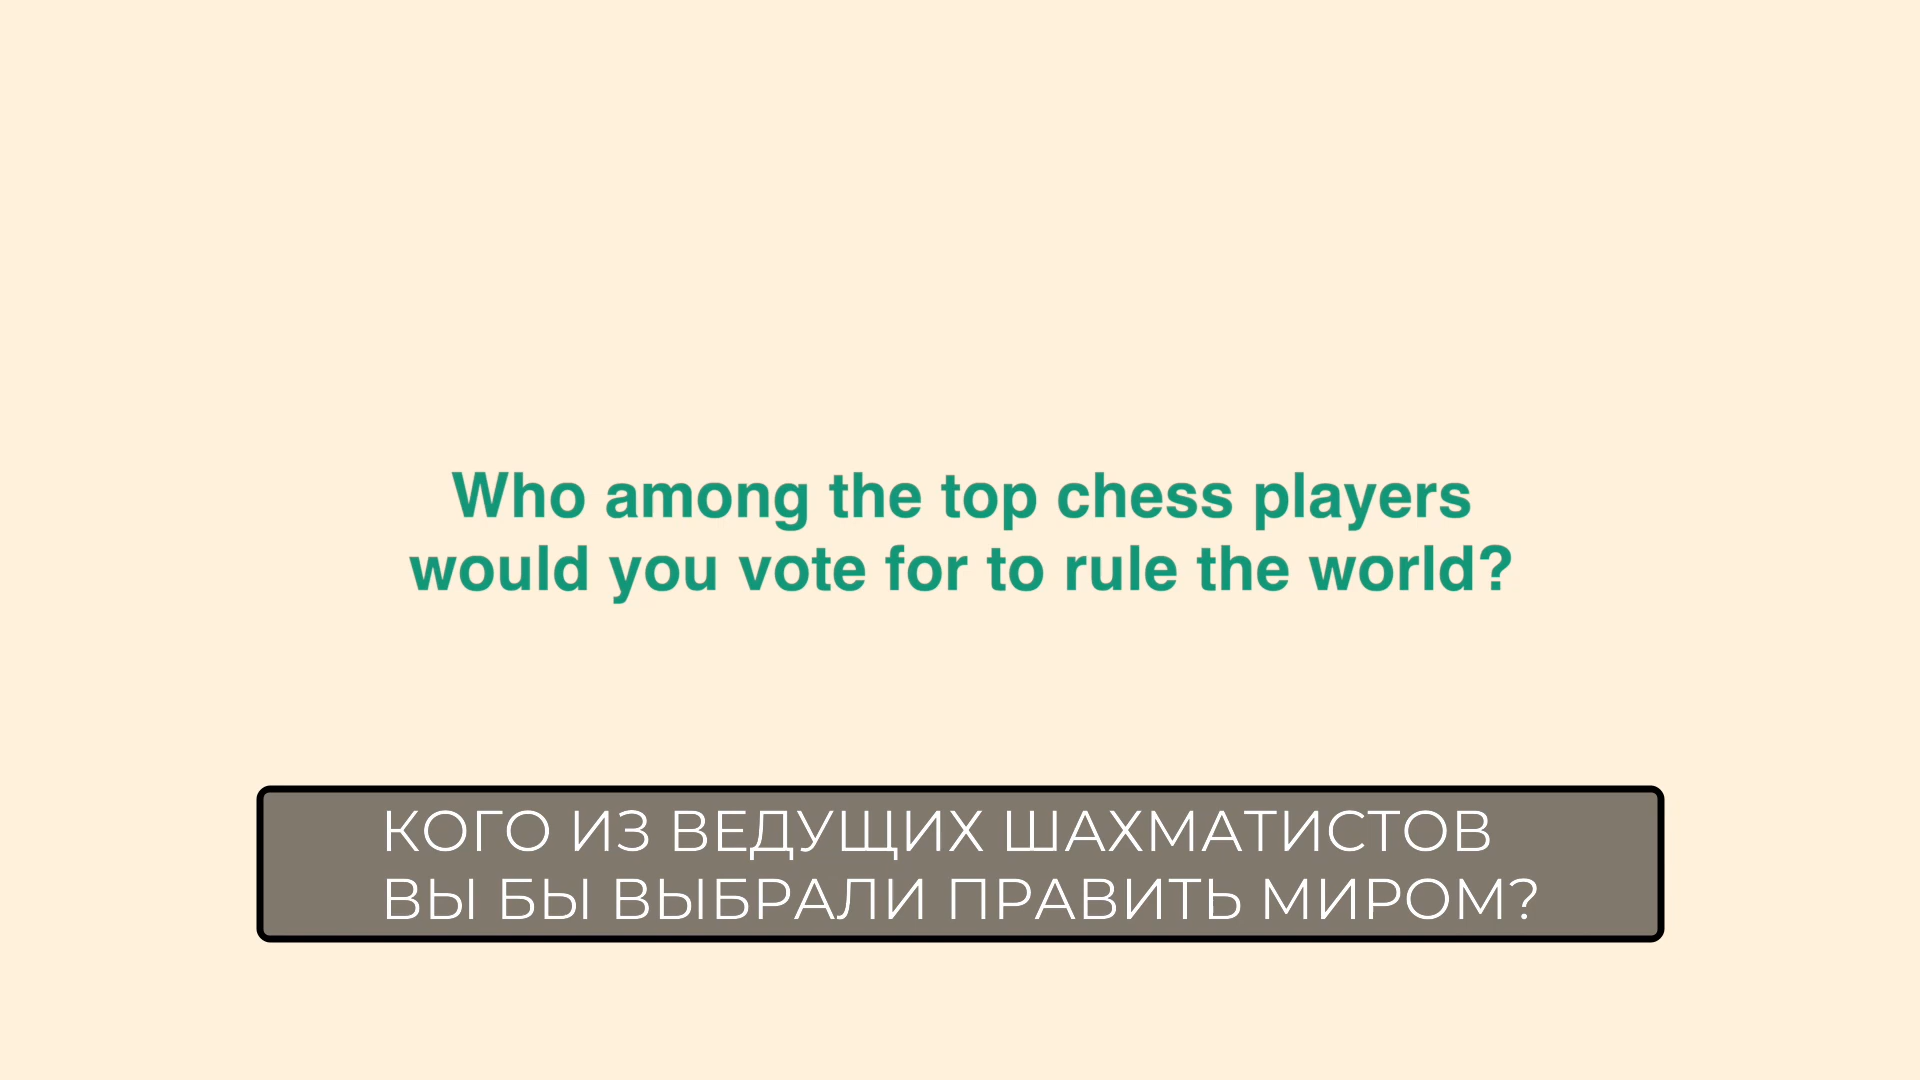 Who among the top chess players
would you vote for to rule the world?
КОГО ИЗ ВЕДУЩИХ ШАХМАТИСТОВ
ВЫ БЫ ВЫБРАЛИ ПРАВИТЬ МИРОМ?